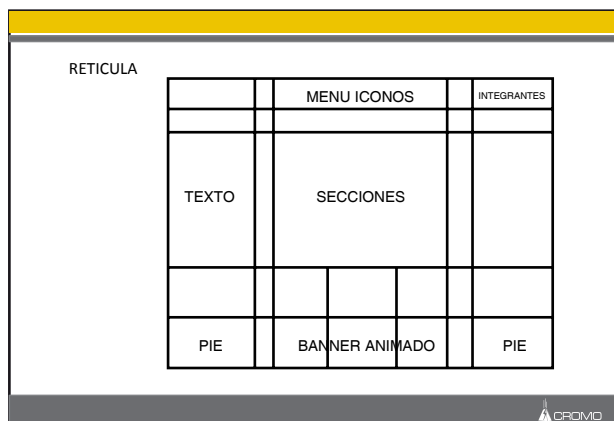 RETICULA
MENU ICONOS
INTEGRANTES
TEXTO
SECCIONES
PIE
BANNER ANIMADO
PIE
CROMO